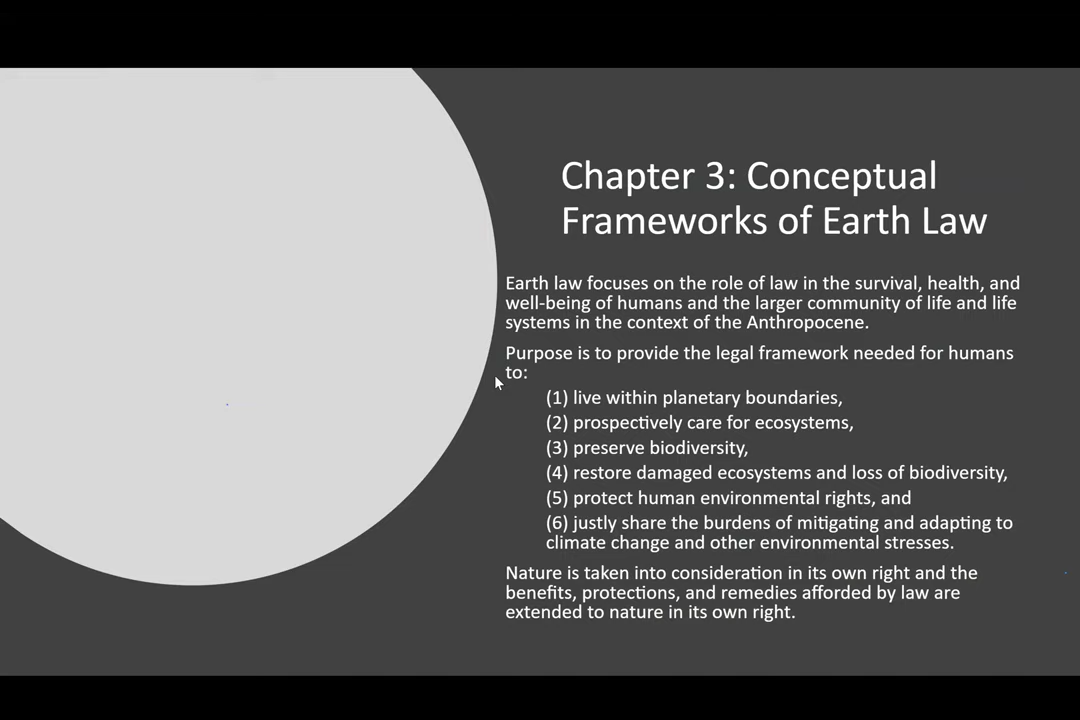 Chapter 3: Conceptual
Frameworks of Earth Law
Earth law focuses on the role of law in the survival, health, and
well-being of humans and the larger community of life and life
systems in the context of the Anthropocene.
Purpose is to provide the legal framework needed for humans
to:
(1) live within planetary boundaries,
(2) prospectively care for ecosystems,
(3) preserve biodiversity,
(4) restore damaged ecosystems and loss of biodiversity,
(5) protect human environmental rights, and
(6) justly share the burdens of mitigating and adapting to
climate change and other environmental stresses.
Nature is taken into consideration in its own right and the
benefits, protections, and remedies afforded by law are
extended to nature in its own right.